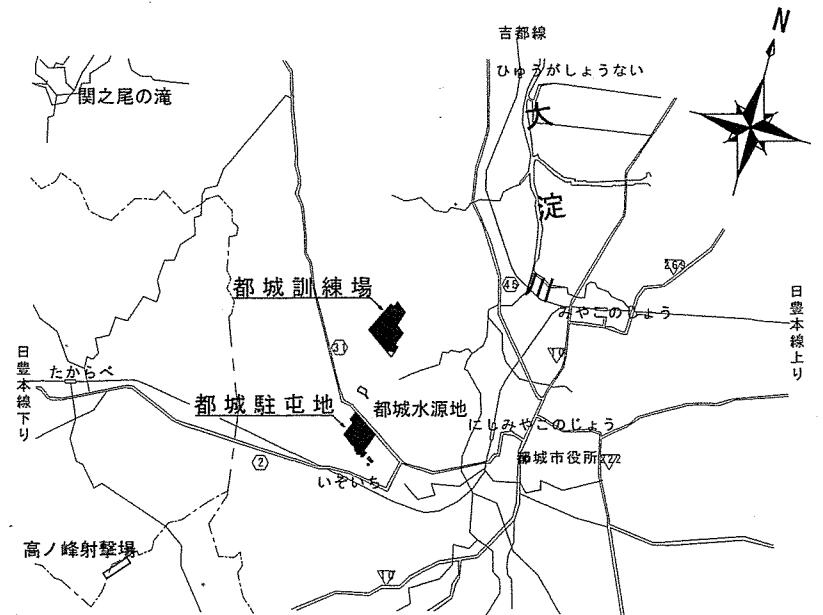 N
吉都線
ひゅうがしょうない
関之尾の滝
大
淀
川
都城訓練場
45
269
みやこのじょう
日豊本線上り
31
10
日豊本線下り
たからべ
都城駐屯地
都城水源地
にしみやこのじょう
都城市役所
222
2
いそいち
高ノ峰射撃場
10